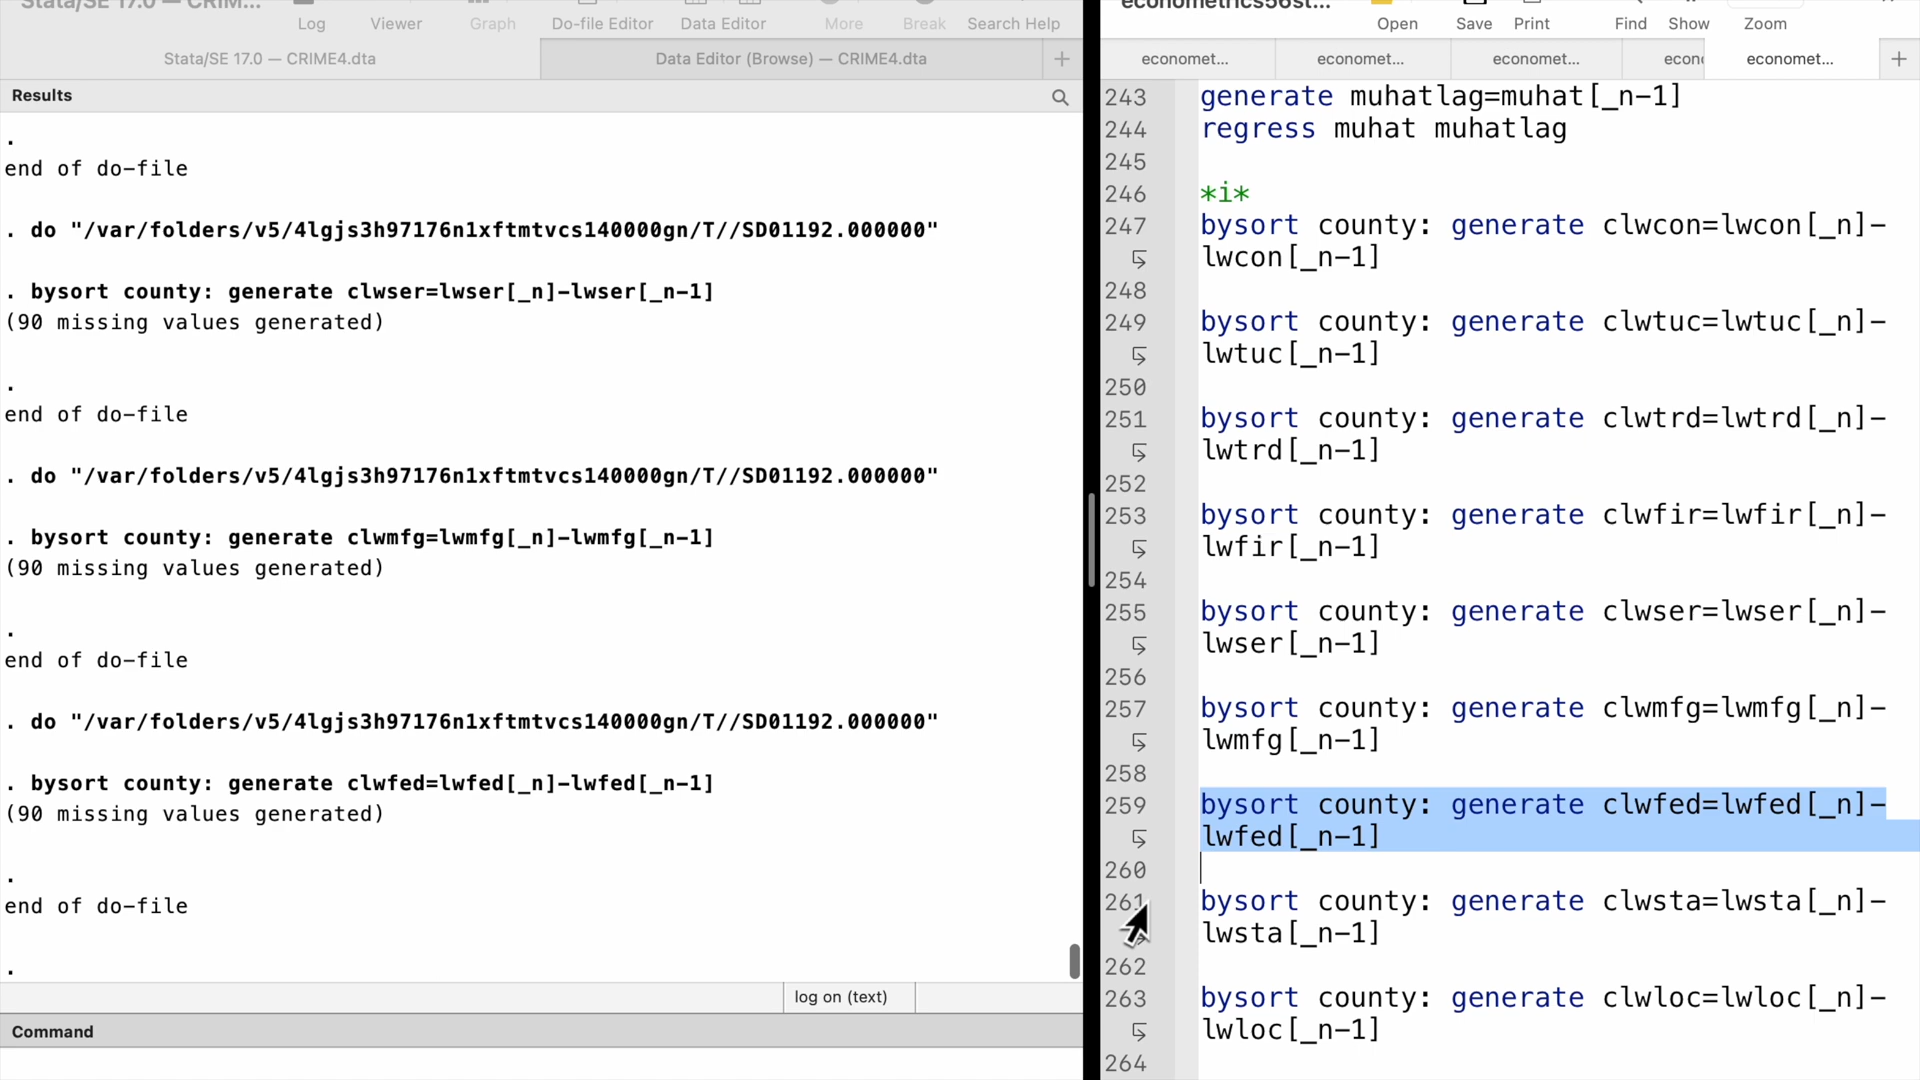 Stata/SE 17.0 — CRIM...
Log
Viewer
Graph
Do-file Editor
Data Editor
More
Break
Search Help
Stata/SE 17.0 — CRIME4.dta
Data Editor (Browse) — CRIME4.dta
Results
.
end of do-file
. do "/var/folders/v5/4lgjs3h97176n1xftmtvcs140000gn/T//SD01192.000000"
. bysort county: generate clwser=lwser[_n]-lwser[_n-1]
(90 missing values generated)
.
end of do-file
. do "/var/folders/v5/4lgjs3h97176n1xftmtvcs140000gn/T//SD01192.000000"
. bysort county: generate clwmfg=lwmfg[_n]-lwmfg[_n-1]
(90 missing values generated)
.
end of do-file
. do "/var/folders/v5/4lgjs3h97176n1xftmtvcs140000gn/T//SD01192.000000"
. bysort county: generate clwfed=lwfed[_n]-lwfed[_n-1]
(90 missing values generated)
.
end of do-file
.
log on (text)
Command
econometrics56st...
Open
Save
Print
Find
Show
Zoom
economet...
economet...
economet...
econ
economet...
243 generate muhatlag=muhat[_n-1]
244 regress muhat muhatlag
245
246 *i*
247 bysort county: generate clwcon=lwcon[_n]-
lwcon[_n-1]
248
249 bysort county: generate clwtuc=lwtuc[_n]-
lwtuc[_n-1]
250
251 bysort county: generate clwtrd=lwtrd[_n]-
lwtrd[_n-1]
252
253 bysort county: generate clwfir=lwfir[_n]-
lwfir[_n-1]
254
255 bysort county: generate clwser=lwser[_n]-
lwser[_n-1]
256
257 bysort county: generate clwmfg=lwmfg[_n]-
lwmfg[_n-1]
258
259 bysort county: generate clwfed=lwfed[_n]-
lwfed[_n-1]
260
261 bysort county: generate clwsta=lwsta[_n]-
lwsta[_n-1]
262
263 bysort county: generate clwloc=lwloc[_n]-
lwloc[_n-1]
264